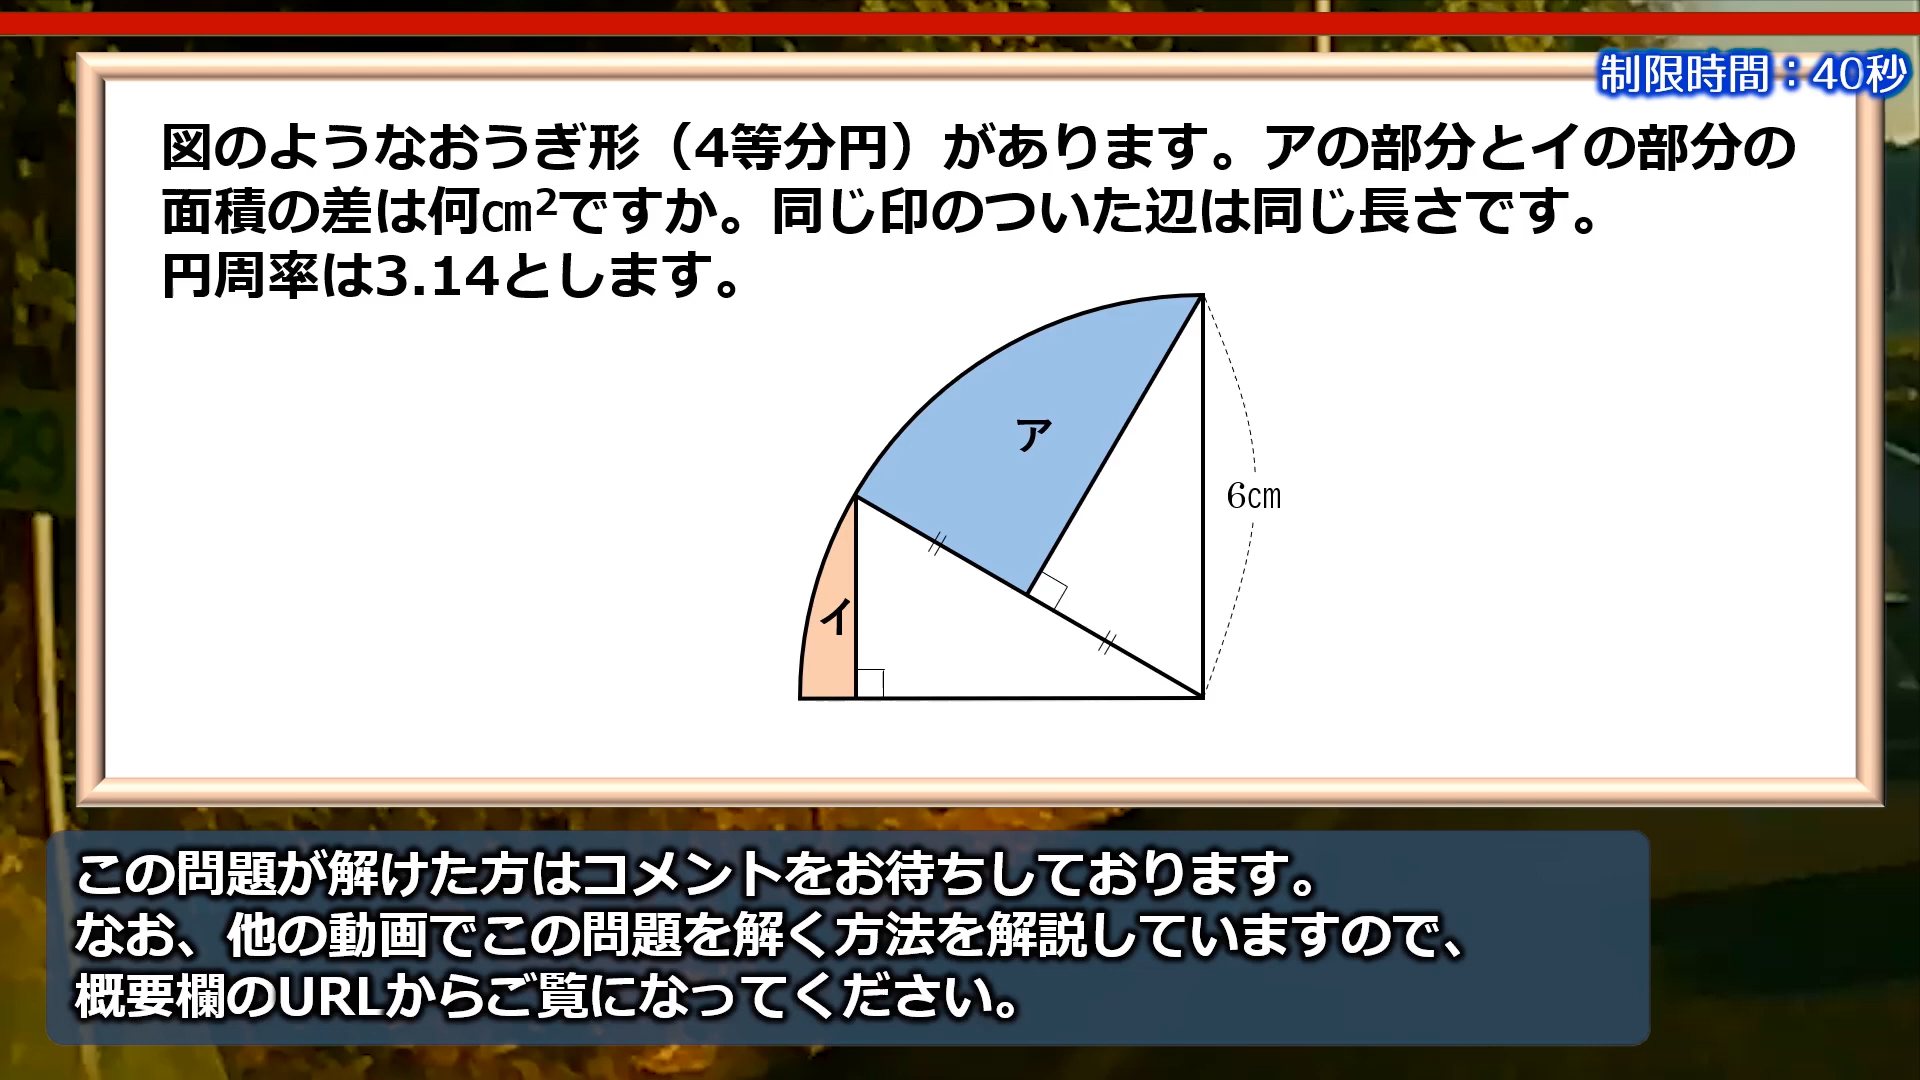 制限時間：40秒
図のようなおうぎ形（4等分円）があります。アの部分とイの部分の
面積の差は何㎝²ですか。同じ印のついた辺は同じ長さです。
円周率は3.14とします。
ア
6㎝
イ
この問題が解けた方はコメントをお待ちしております。
なお、他の動画でこの問題を解く方法を解説していますので、
概要欄のURLからご覧になってください。